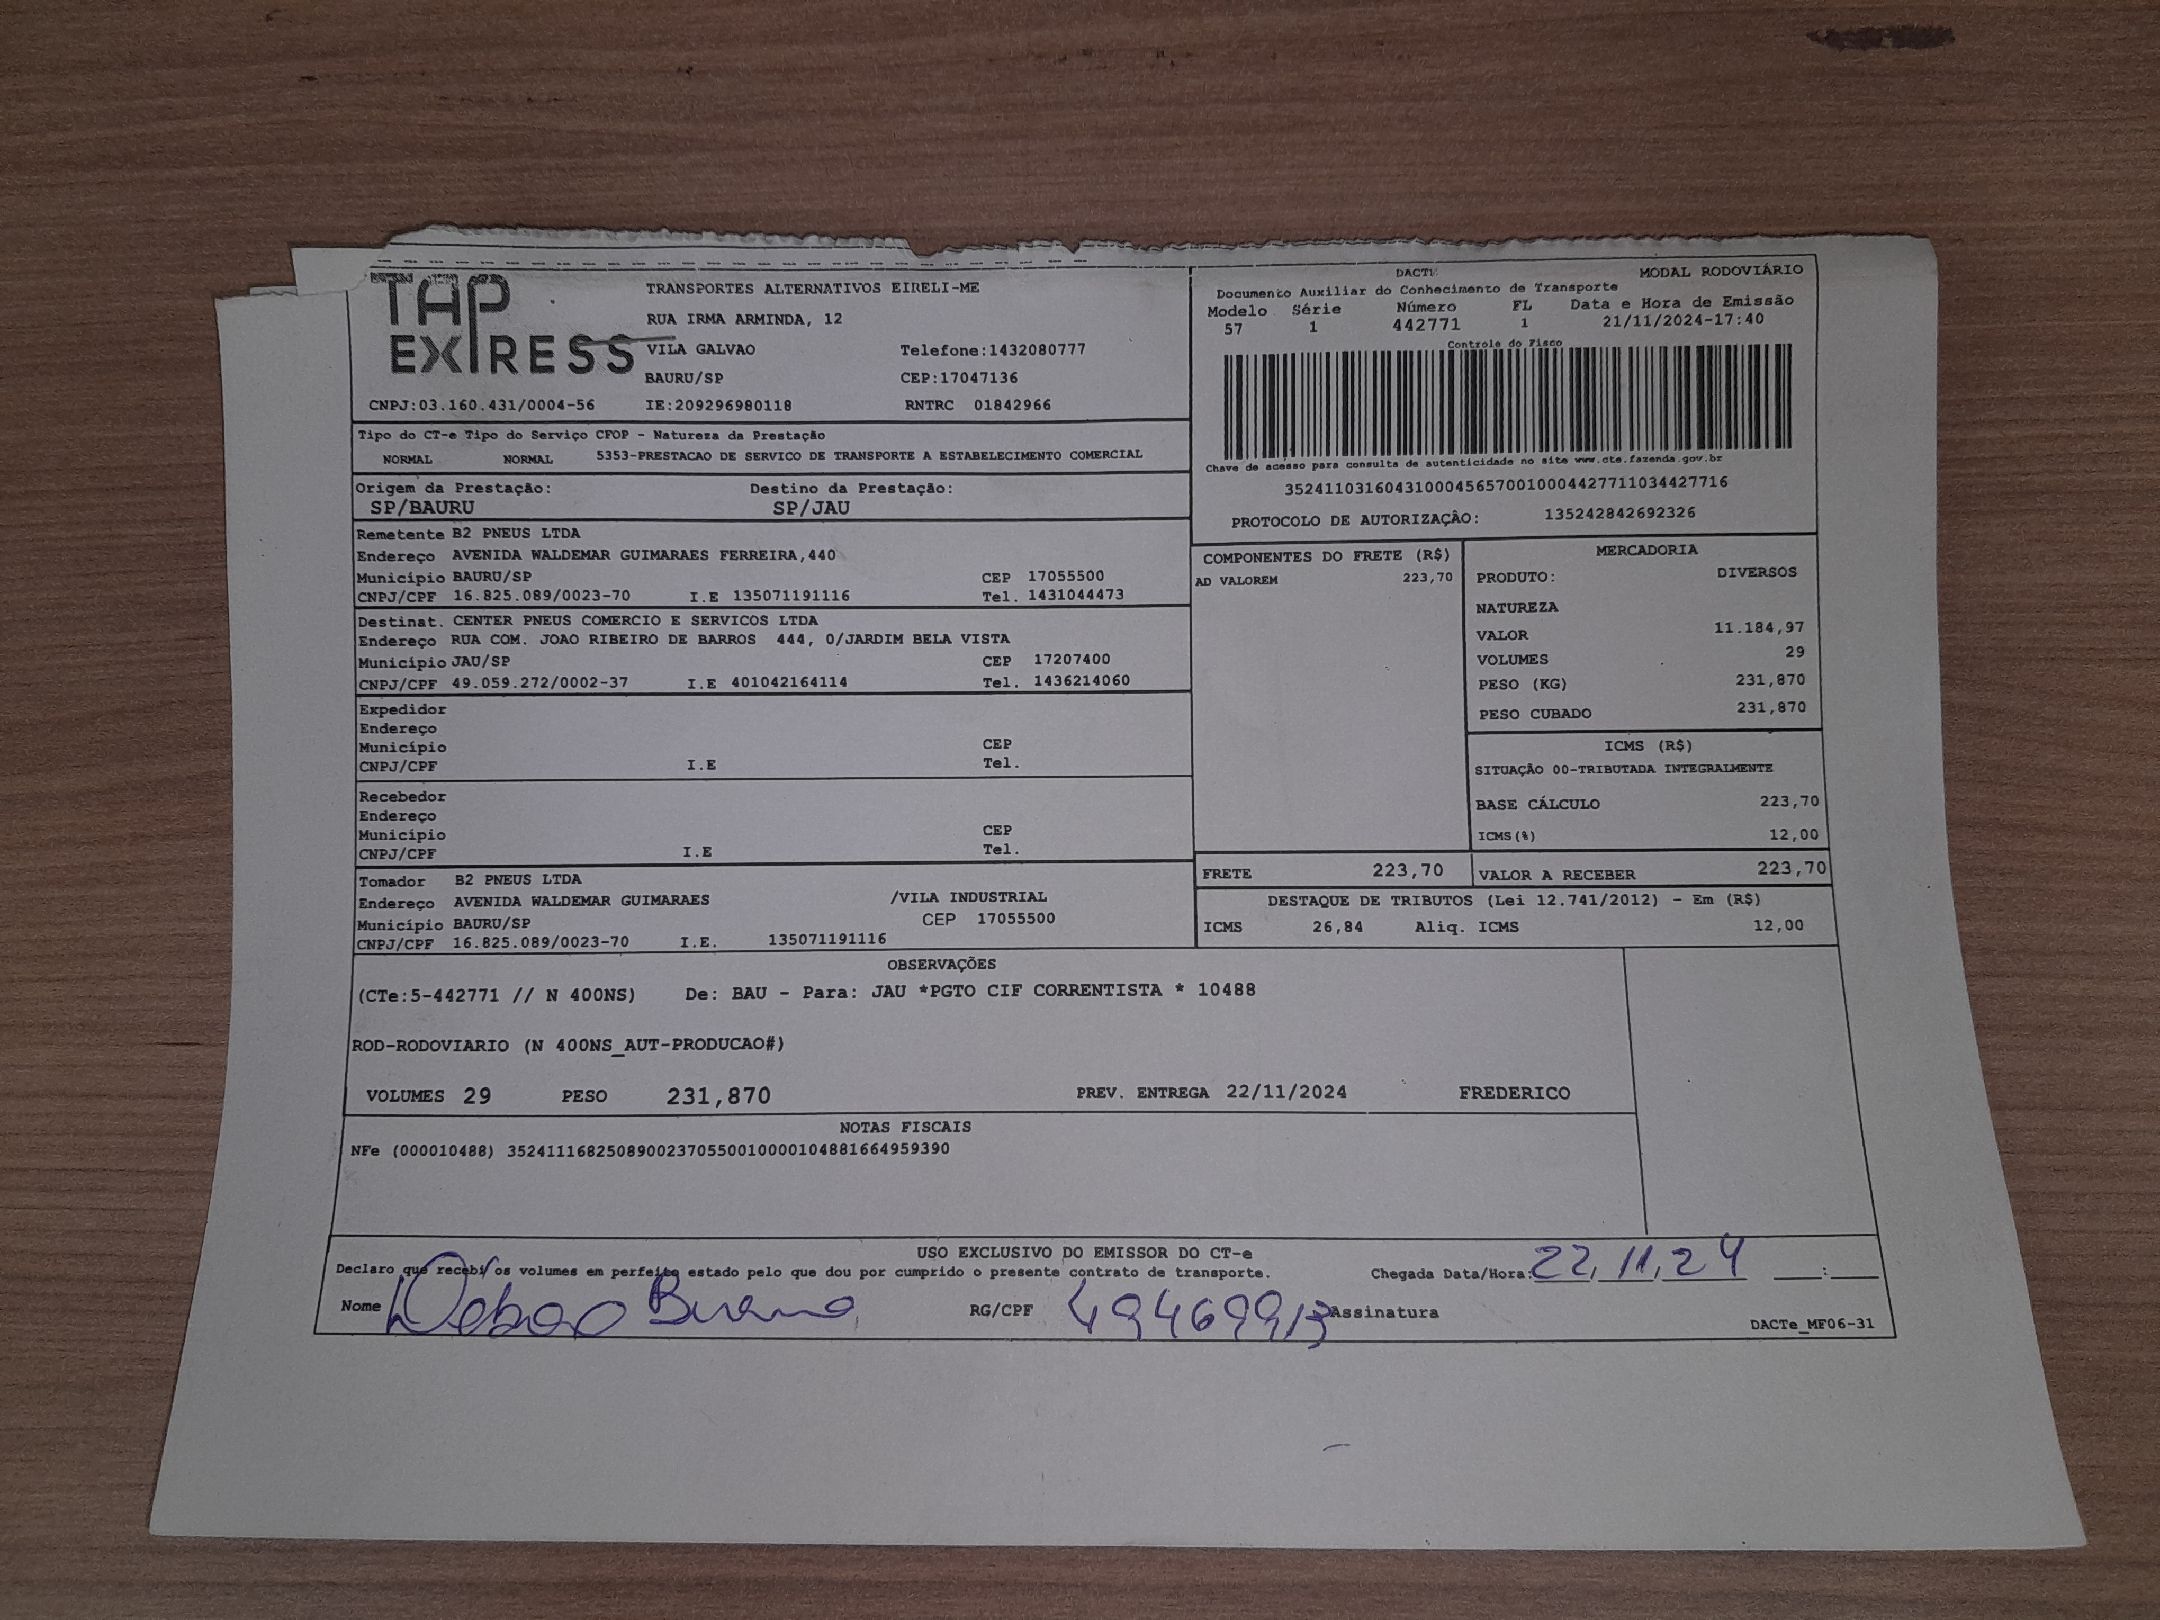 TAP EXPRESS
TRANSPORTES ALTERNATIVOS EIRELI-ME
RUA IRMA ARMINDA, 12
VILA GALVAO Telefone:1432080777
BAURU/SP CEP:17047136
CNPJ:03.160.431/0004-56 IE:209296980118 RNTRC 01842966
MODAL RODOVIÁRIO
Documento Auxiliar do Conhecimento de Transporte
Modelo Série Número FL Data e Hora de Emissão
57 1 442771 1 21/11/2024-17:40
Controle do Fisco
Chave de acesso para consulta de autenticidade no site www.cte.fazenda.gov.br
35241103160431000456570010004427711034427716
PROTOCOLO DE AUTORIZAÇÃO: 135242842692326
Tipo do CT-e Tipo do Serviço CFOP - Natureza da Prestação
NORMAL NORMAL 5353-PRESTACAO DE SERVICO DE TRANSPORTE A ESTABELECIMENTO COMERCIAL
Origem da Prestação: Destino da Prestação:
SP/BAURU SP/JAU
Remetente B2 PNEUS LTDA
Endereço AVENIDA WALDEMAR GUIMARAES FERREIRA,440
Município BAURU/SP CEP 17055500
CNPJ/CPF 16.825.089/0023-70 I.E 135071191116 Tel. 1431044473
Destinat. CENTER PNEUS COMERCIO E SERVICOS LTDA
Endereço RUA COM. JOAO RIBEIRO DE BARROS 444, 0/JARDIM BELA VISTA
Município JAU/SP CEP 17207400
CNPJ/CPF 49.059.272/0002-37 I.E 401042164114 Tel. 1436214060
Expedidor
Endereço
Município CEP
CNPJ/CPF I.E Tel.
Recebedor
Endereço
Município CEP
CNPJ/CPF I.E Tel.
Tomador B2 PNEUS LTDA
Endereço AVENIDA WALDEMAR GUIMARAES /VILA INDUSTRIAL
Município BAURU/SP CEP 17055500
CNPJ/CPF 16.825.089/0023-70 I.E. 135071191116
COMPONENTES DO FRETE (R$)
AD VALOREM 223,70
MERCADORIA
PRODUTO: DIVERSOS
NATUREZA
VALOR 11.184,97
VOLUMES 29
PESO (KG) 231,870
PESO CUBADO 231,870
ICMS (R$)
SITUAÇÃO 00-TRIBUTADA INTEGRALMENTE
BASE CÁLCULO 223,70
ICMS(%) 12,00
FRETE 223,70 VALOR A RECEBER 223,70
DESTAQUE DE TRIBUTOS (Lei 12.741/2012) - Em (R$)
ICMS 26,84 Aliq. ICMS 12,00
OBSERVAÇÕES
(CTe:5-442771 // N 400NS) De: BAU - Para: JAU *PGTO CIF CORRENTISTA * 10488
ROD-RODOVIARIO (N 400NS_AUT-PRODUCAO#)
VOLUMES 29 PESO 231,870 PREV. ENTREGA 22/11/2024 FREDERICO
NOTAS FISCAIS
NFe (000010488) 35241116825089002370550010000104881664959390
USO EXCLUSIVO DO EMISSOR DO CT-e
Declaro que recebi os volumes em perfeito estado pelo que dou por cumprido o presente contrato de transporte. Chegada Data/Hora: 22,11,24 :
Nome RG/CPF Assinatura
DACTe_MF06-31